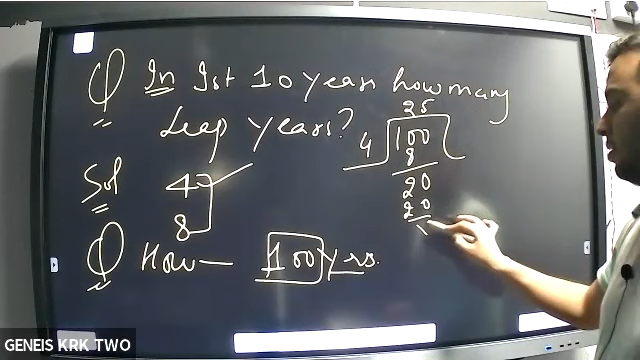 Q In Ist 10 years how many
Leap years?
25
4 100
8
20
20
Sol 4
8
Q How — 100 yrs.
GENEIS KRK TWO